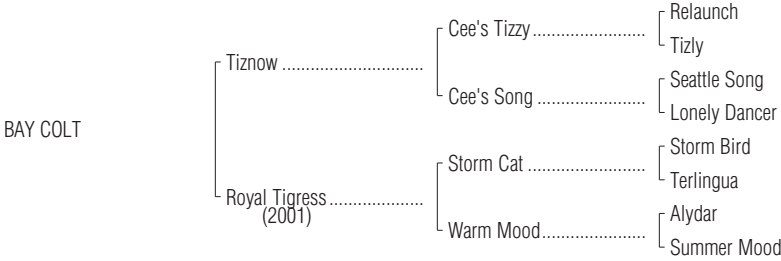 Relaunch
Cee's Tizzy.......................
Tizly
Tiznow ............................
Seattle Song
Cee's Song ......................
Lonely Dancer
BAY COLT
Storm Bird
Storm Cat ........................
Terlingua
Royal Tigress...................
(2001)
Alydar
Warm Mood.....................
Summer Mood